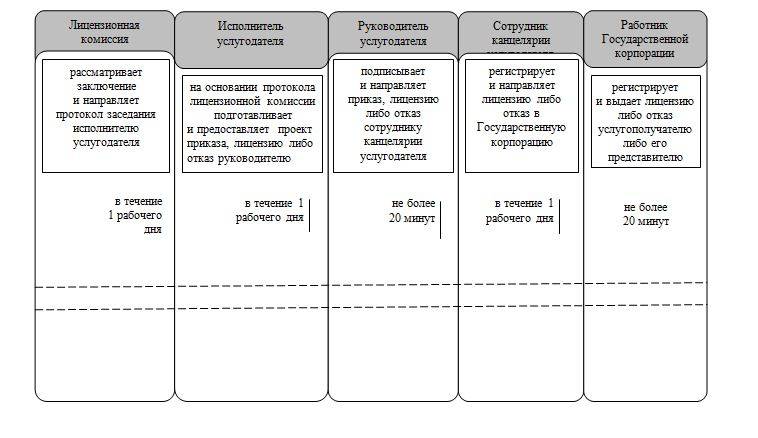 Лицензионная
комиссия
Исполнитель
услугодателя
Руководитель
услугодателя
Сотрудник
канцелярии
Работник
Государственной
корпорации
рассматривает
заключение
и направляет
протокол заседания
исполнителю
услугодателя
на основании протокола
лицензионной комиссии
подготавливает
и предоставляет проект
приказа, лицензию либо
отказ руководителю
подписывает
и направляет
приказ, лицензию
либо отказ
сотруднику
канцелярии
услугодателя
регистрирует
и направляет
лицензию либо
отказ в
Государственную
корпорацию
регистрирует
и выдает лицензию
либо отказ
услугополучателю
либо его
представителю
в течение
1 рабочего
дня
в течение 1
рабочего дня
не более
20 минут
в течение 1
рабочего дня
не более
20 минут